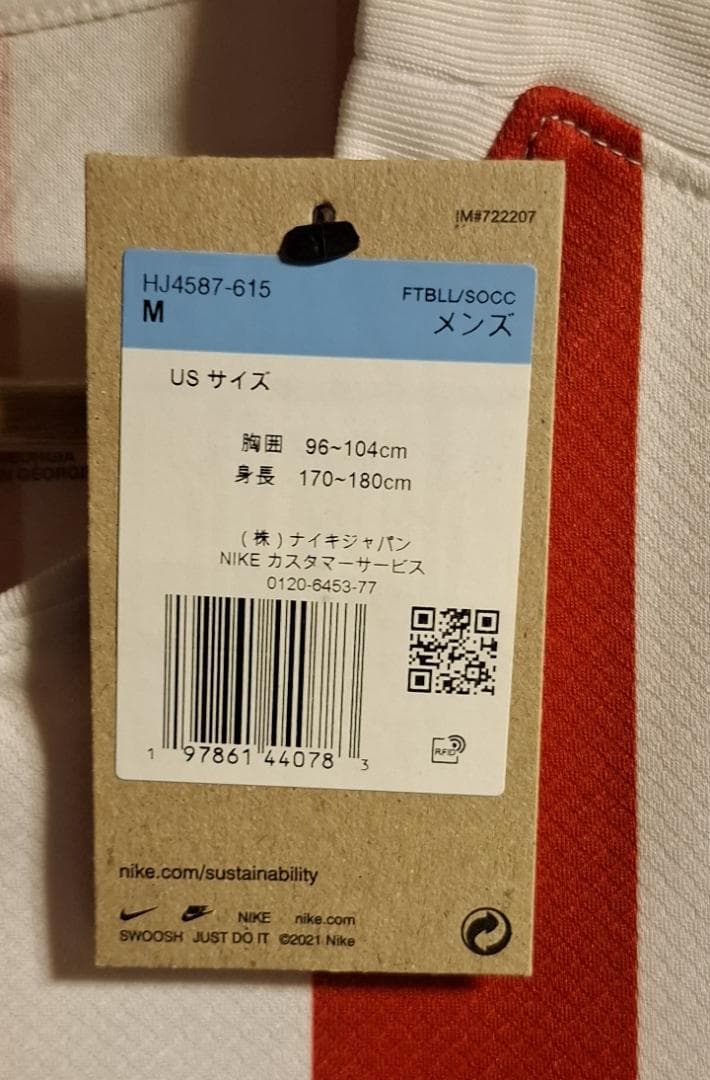 IM#722207
HJ4587-615
M
FTBLL/SOCC
メンズ
US サイズ
胸囲 96~104cm
身長 170~180cm
(株)ナイキジャパン
NIKE カスタマーサービス
0120-6453-77
1 97861 44078 3
RFID
nike.com/sustainability
NIKE nike.com
SWOOSH JUST DO IT ©2021 Nike